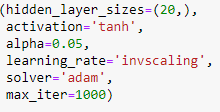 (hidden_layer_sizes=(20,),
activation='tanh',
alpha=0.05,
learning_rate='invscaling',
solver='adam',
max_iter=1000)